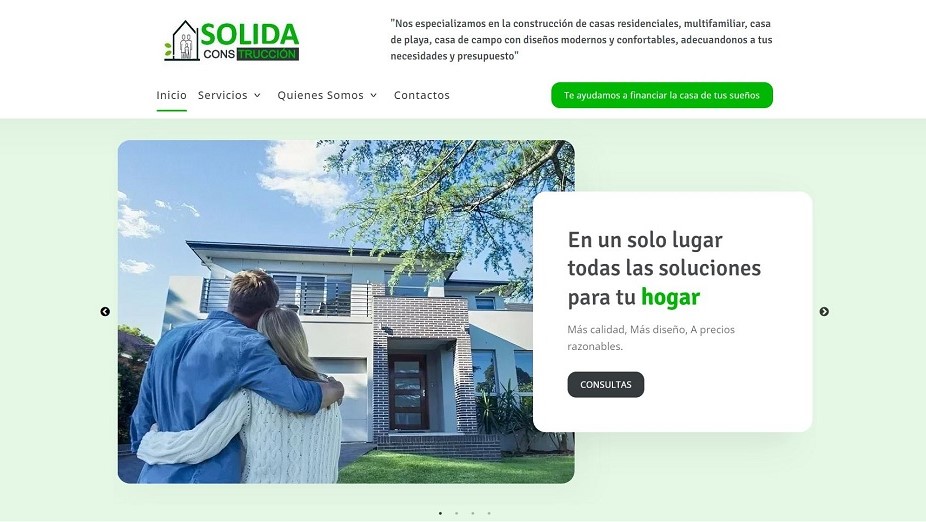 SOLIDA
CONSTRUCCIÓN
"Nos especializamos en la construcción de casas residenciales, multifamiliar, casa
de playa, casa de campo con diseños modernos y confortables, adecuandonos a tus
necesidades y presupuesto"
Inicio Servicios Quienes Somos Contactos
Te ayudamos a financiar la casa de tus sueños
En un solo lugar
todas las soluciones
para tu hogar
Más calidad, Más diseño, A precios
razonables.
CONSULTAS